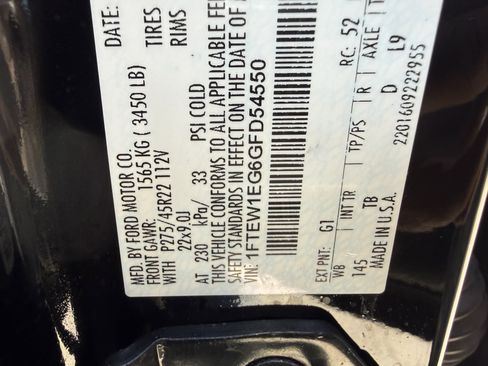 MFD. BY FORD MOTOR CO.
DATE:
FRONT GAWR: 1565 KG ( 3450 LB)
WITH P275/45R22 112V TIRES
22x9.0J RIMS
AT 230 kPa/ 33 PSI COLD
THIS VEHICLE CONFORMS TO ALL APPLICABLE
SAFETY STANDARDS IN EFFECT ON THE DATE OF
VIN: 1FTEW1EG6GFD54550
EXT PNT: G1 RC: 52
WB INT TR TP/PS R AXLE
145 TB D L9
MADE IN U.S.A. 2201609222955